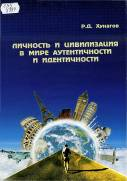 Р.Д. Хунагов
ЛИЧНОСТЬ И ЦИВИЛИЗАЦИЯ
В МИРЕ АУТЕНТИЧНОСТИ
И ИДЕНТИЧНОСТИ